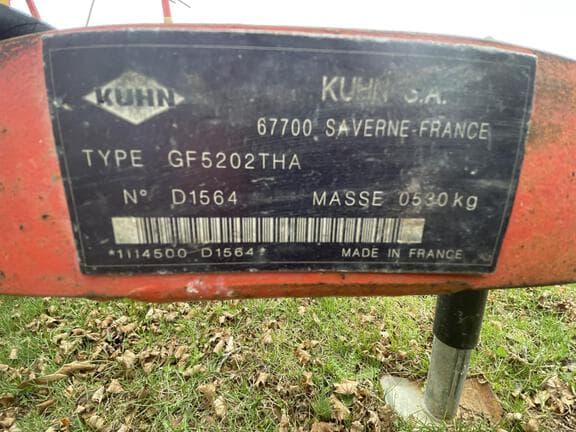 KUHN
KUHN S.A.
67700 SAVERNE-FRANCE
TYPE GF5202THA
N° D1564 MASSE 0530 kg
*1114500 D1564* MADE IN FRANCE